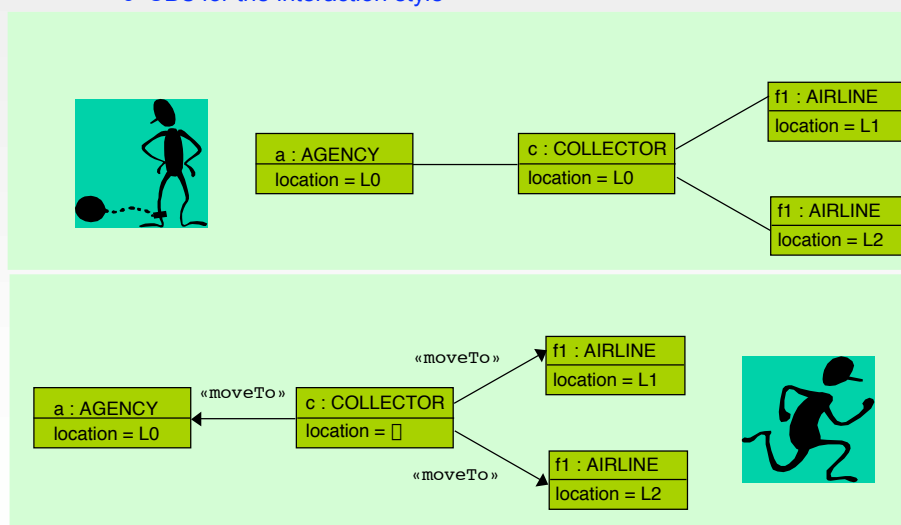 a : AGENCY
location = L0
c : COLLECTOR
location = L0
f1 : AIRLINE
location = L1
f1 : AIRLINE
location = L2
a : AGENCY
location = L0
«moveTo»
c : COLLECTOR
location = ▯
«moveTo»
f1 : AIRLINE
location = L1
«moveTo»
f1 : AIRLINE
location = L2